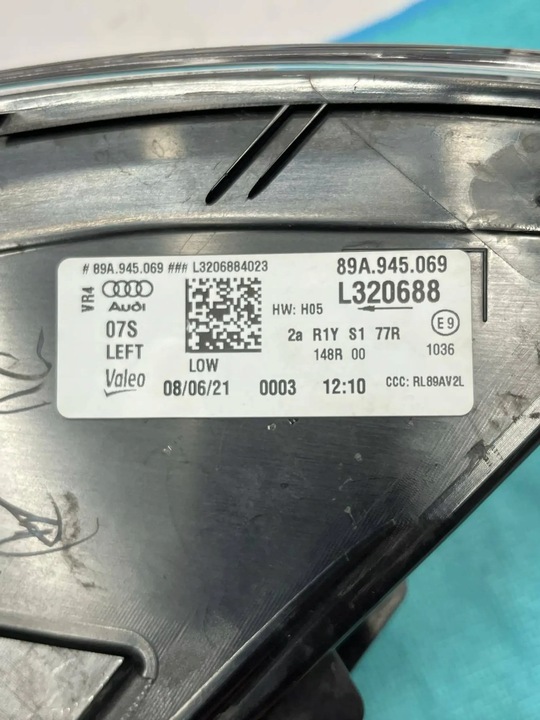 # 89A.945.069 ### L3206884023
89A.945.069
VR4
Audi
HW: H05
L320688
07S
2a R1Y S1 77R
E9
LEFT
148R 00
1036
Valeo
LOW
08/06/21 0003 12:10
CCC: RL89AV2L